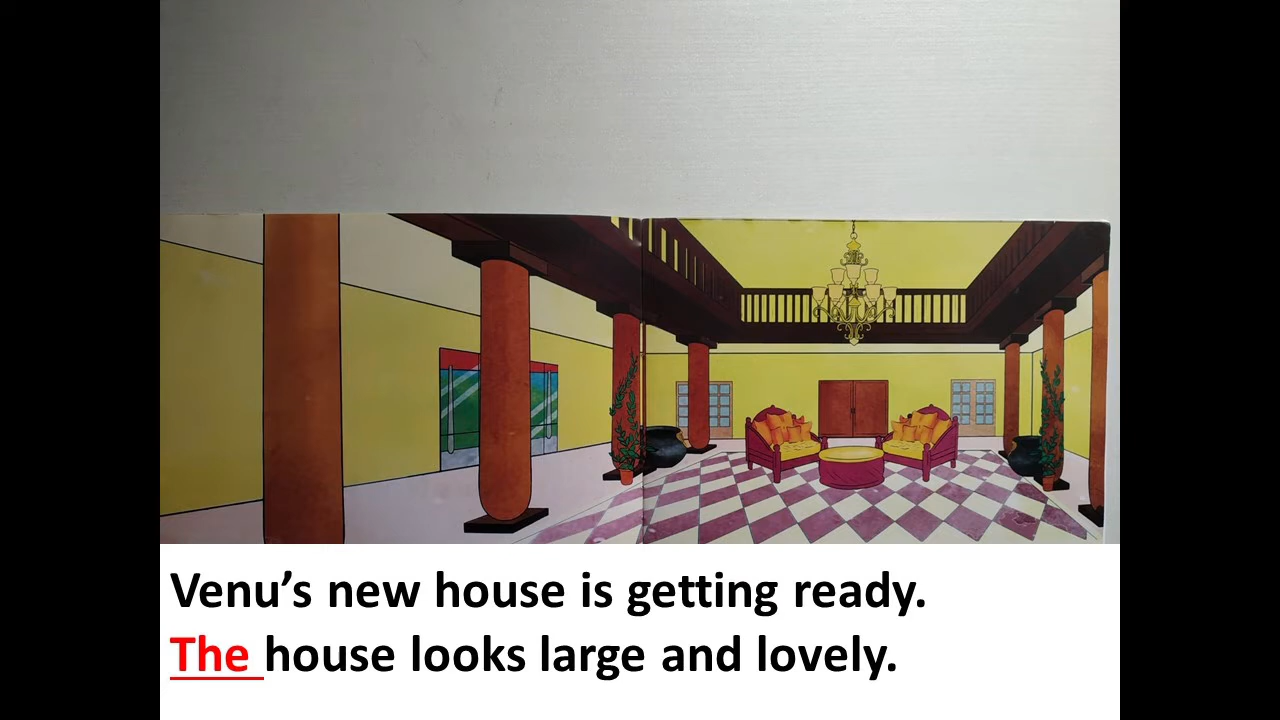 Venu’s new house is getting ready.
The house looks large and lovely.